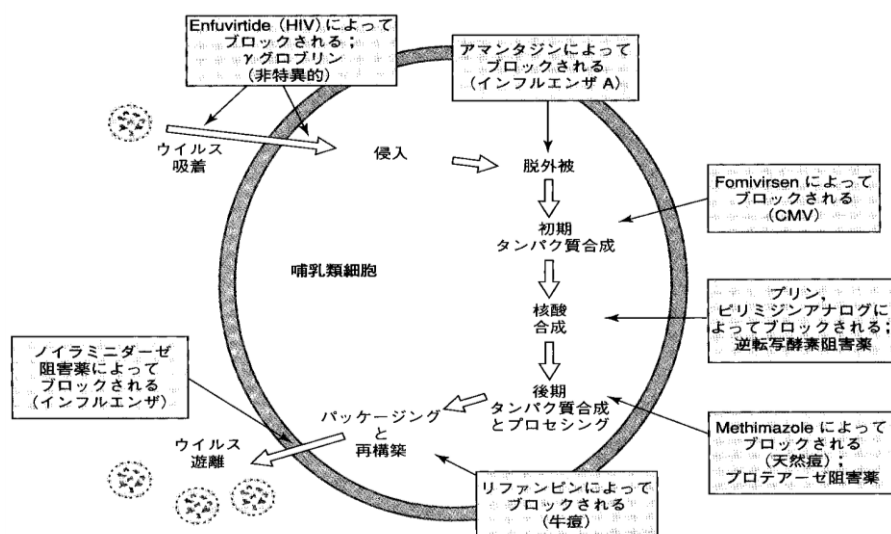 Enfuvirtide (HIV) によって
ブロックされる；
γグロブリン
(非特異的)
アマンタジンによって
ブロックされる
(インフルエンザ A)
ウイルス
吸着
侵入
脱外被
Fomivirsen によって
ブロックされる
(CMV)
初期
タンパク質合成
哺乳類細胞
核酸
合成
プリン，
ピリミジンアナログに
よってブロックされる；
逆転写酵素阻害薬
ノイラミニダーゼ
阻害薬によって
ブロックされる
(インフルエンザ)
後期
タンパク質合成
とプロセシング
パッケージング
と
再構築
Methimazole によって
ブロックされる
(天然痘)；
プロテアーゼ阻害薬
ウイルス
遊離
リファンピンによって
ブロックされる
(牛痘)